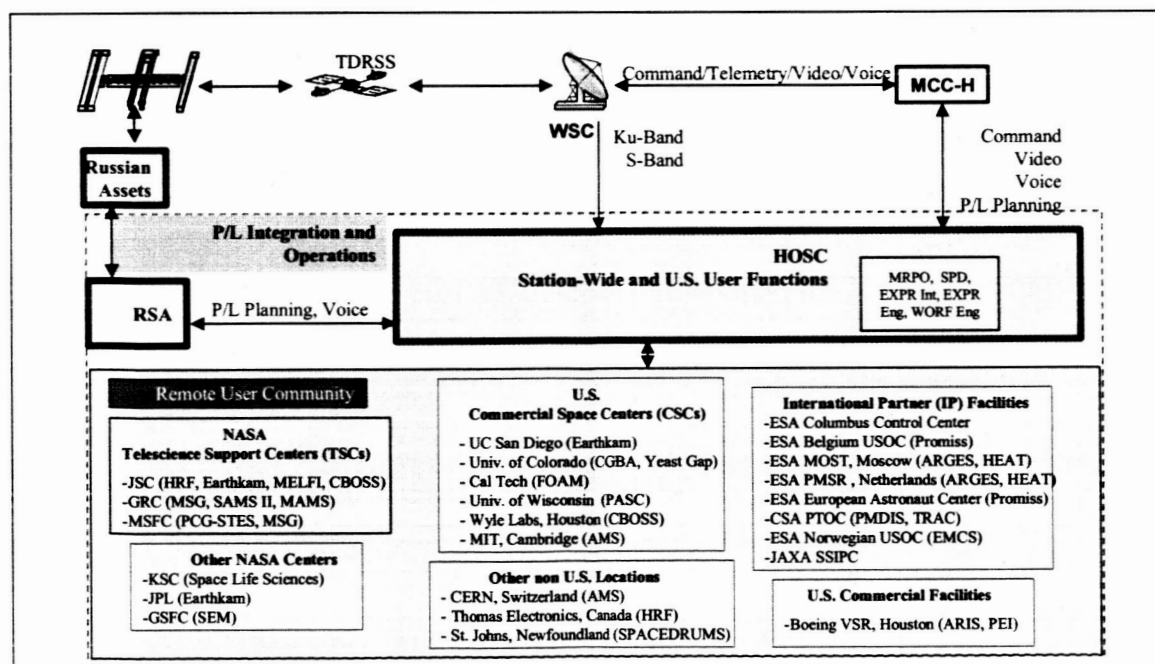 TDRSS
Command/Telemetry/Video/Voice
MCC-H
WSC
Ku-Band
S-Band
Command
Video
Voice
P/L Planning
Russian
Assets
P/L Integration and
Operations
HOSC
Station-Wide and U.S. User Functions
MRPO, SPD,
EXPR Int, EXPR
Eng, WORF Eng
RSA
P/L Planning, Voice
Remote User Community
NASA
Telescience Support Centers (TSCs)
-JSC (HRF, Earthkam, MELFI, CBOSS)
-GRC (MSG, SAMS II, MAMS)
-MSFC (PCG-STES, MSG)
Other NASA Centers
-KSC (Space Life Sciences)
-JPL (Earthkam)
-GSFC (SEM)
U.S.
Commercial Space Centers (CSCs)
- UC San Diego (Earthkam)
- Univ. of Colorado (CGBA, Yeast Gap)
- Cal Tech (FOAM)
- Univ. of Wisconsin (PASC)
- Wyle Labs, Houston (CBOSS)
- MIT, Cambridge (AMS)
Other non U.S. Locations
- CERN, Switzerland (AMS)
- Thomas Electronics, Canada (HRF)
- St. Johns, Newfoundland (SPACEDRUMS)
International Partner (IP) Facilities
-ESA Columbus Control Center
-ESA Belgium USOC (Promiss)
-ESA MOST, Moscow (ARGES, HEAT)
-ESA PMSR , Netherlands (ARGES, HEAT)
-ESA European Astronaut Center (Promiss)
-CSA PTOC (PMDIS, TRAC)
-ESA Norwegian USOC (EMCS)
-JAXA SSIPC
U.S. Commercial Facilities
-Boeing VSR, Houston (ARIS, PEI)